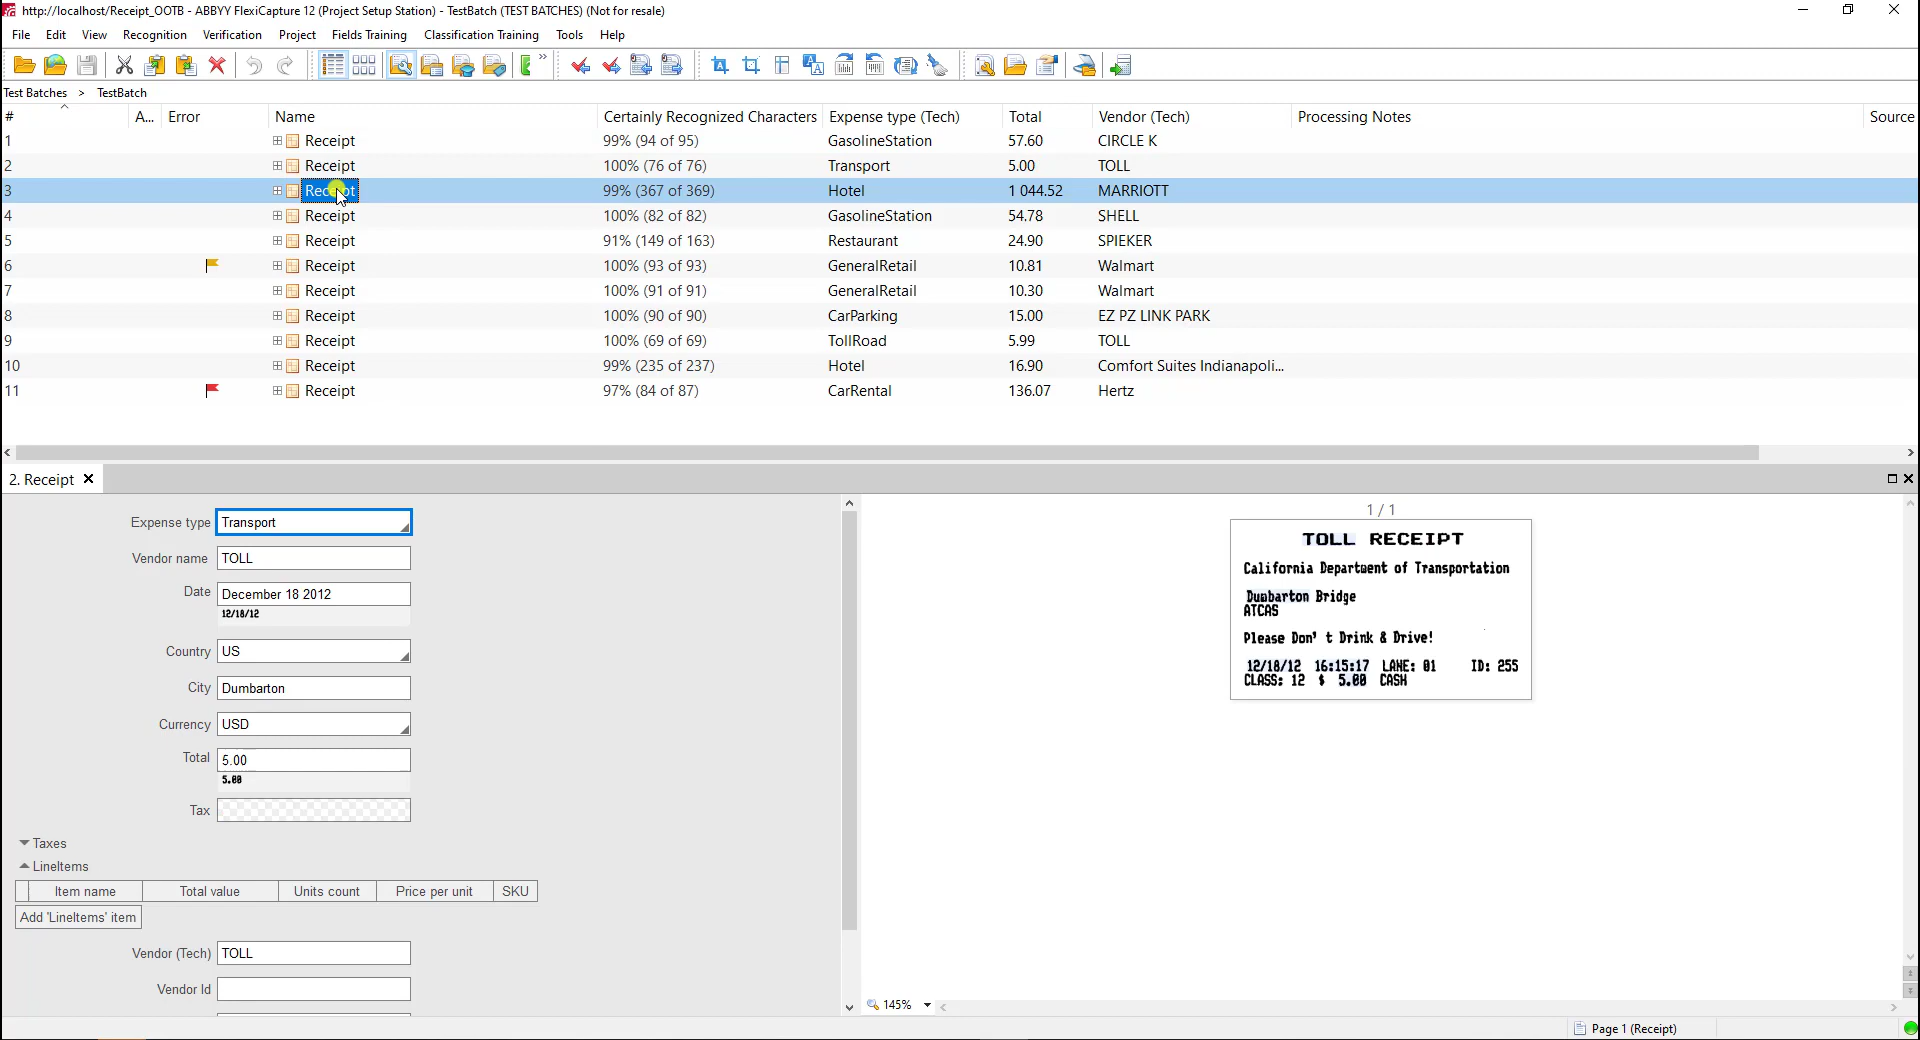 http://localhost/Receipt_OOTB - ABBYY FlexiCapture 12 (Project Setup Station) - TestBatch (TEST BATCHES) (Not for resale)
File Edit View Recognition Verification Project Fields Training Classification Training Tools Help
Test Batches > TestBatch
# A... Error Name Certainly Recognized Characters Expense type (Tech) Total Vendor (Tech) Processing Notes Source
1 Receipt 99% (94 of 95) GasolineStation 57.60 CIRCLE K
2 Receipt 100% (76 of 76) Transport 5.00 TOLL
3 Receipt 99% (367 of 369) Hotel 1 044.52 MARRIOTT
4 Receipt 100% (82 of 82) GasolineStation 54.78 SHELL
5 Receipt 91% (149 of 163) Restaurant 24.90 SPIEKER
6 Receipt 100% (93 of 93) GeneralRetail 10.81 Walmart
7 Receipt 100% (91 of 91) GeneralRetail 10.30 Walmart
8 Receipt 100% (90 of 90) CarParking 15.00 EZ PZ LINK PARK
9 Receipt 100% (69 of 69) TollRoad 5.99 TOLL
10 Receipt 99% (235 of 237) Hotel 16.90 Comfort Suites Indianapoli...
11 Receipt 97% (84 of 87) CarRental 136.07 Hertz
2. Receipt
Expense type Transport
Vendor name TOLL
Date December 18 2012
12/18/12
Country US
City Dumbarton
Currency USD
Total 5.00
5.00
Tax
Taxes
LineItems
Item name Total value Units count Price per unit SKU
Add 'LineItems' item
Vendor (Tech) TOLL
Vendor Id
1 / 1
TOLL RECEIPT
California Department of Transportation
Dumbarton Bridge
ATCAS
Please Don' t Drink & Drive!
12/18/12 16:15:17 LANE: 01 ID: 255
CLASS: 12 $ 5.00 CASH
145%
Page 1 (Receipt)